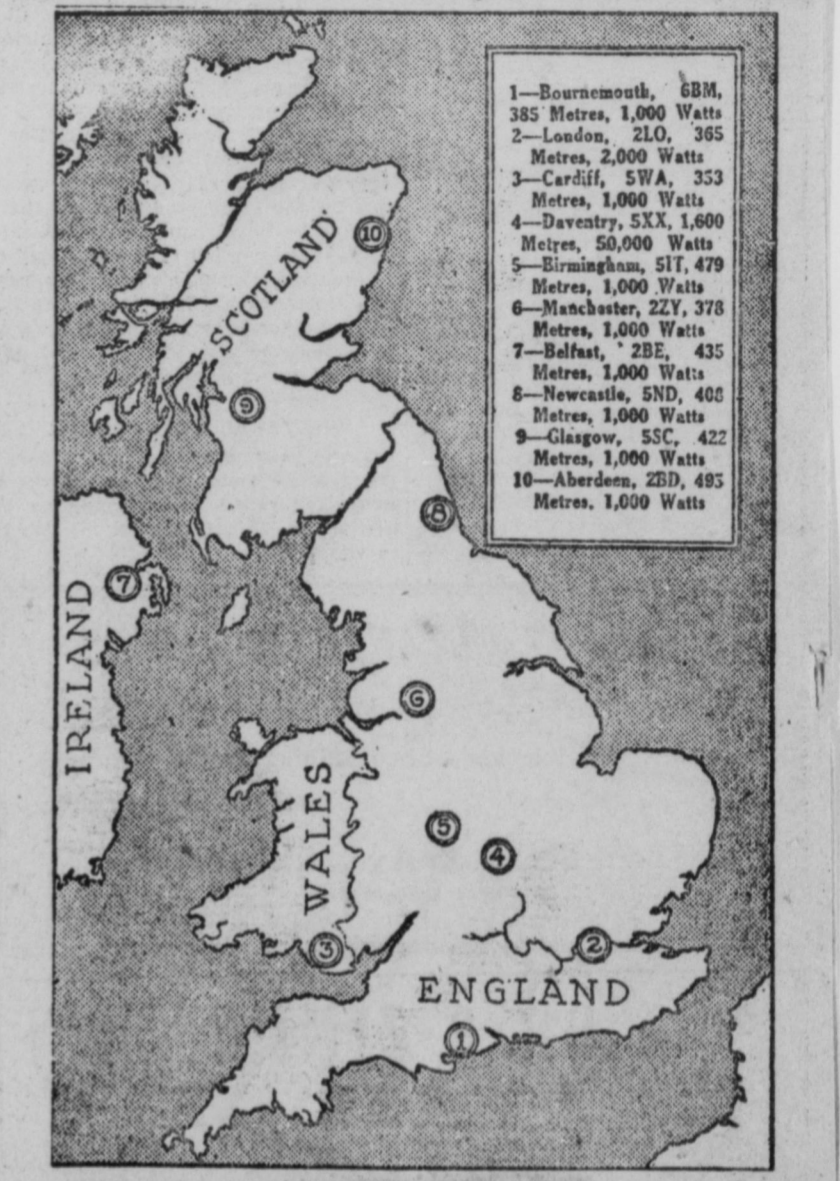 1—Bournemouth, 6BM,
385 Metres, 1,000 Watts
2—London, 2LO, 365
Metres, 2,000 Watts
3—Cardiff, 5WA, 353
Metres, 1,000 Watts
4—Daventry, 5XX, 1,600
Metres, 50,000 Watts
5—Birmingham, 5IT, 479
Metres, 1,000 Watts
6—Manchester, 2ZY, 378
Metres, 1,000 Watts
7—Belfast, 2BE, 435
Metres, 1,000 Watts
8—Newcastle, 5ND, 408
Metres, 1,000 Watts
9—Glasgow, 5SC, 422
Metres, 1,000 Watts
10—Aberdeen, 2BD, 495
Metres, 1,000 Watts
10
SCOTLAND
9
8
7
IRELAND
6
WALES
5
4
3
2
ENGLAND
1